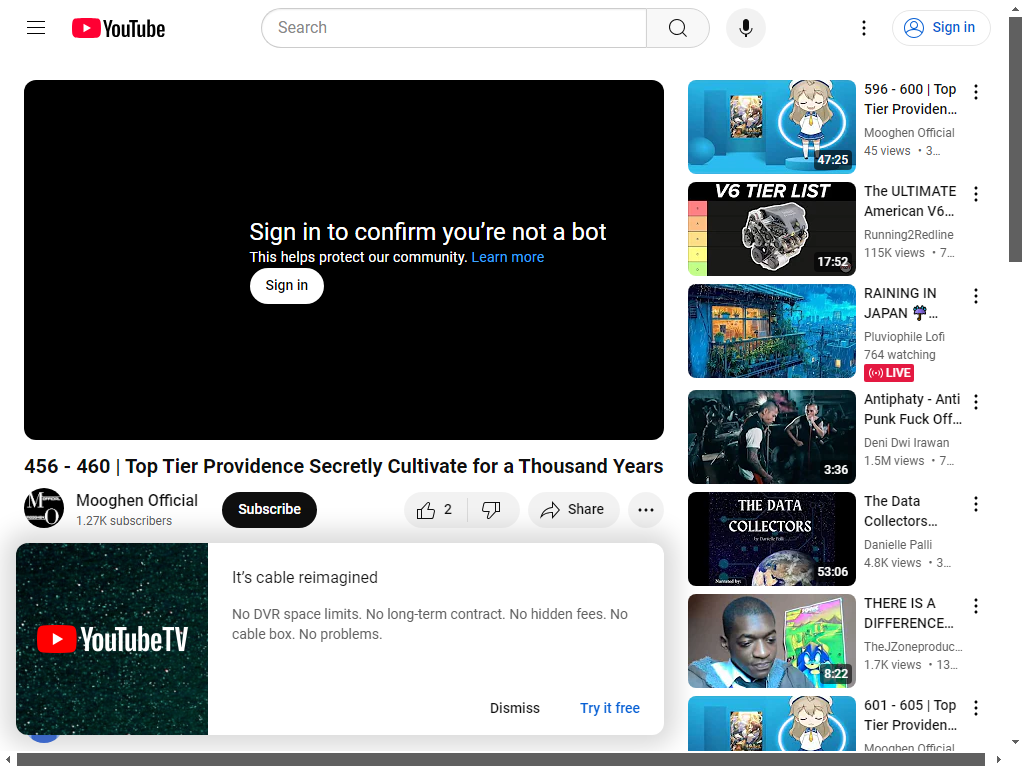 YouTube
Search
Sign in
Sign in to confirm you're not a bot
This helps protect our community. Learn more
Sign in
456 - 460 | Top Tier Providence Secretly Cultivate for a Thousand Years
Mooghen Official
1.27K subscribers
Subscribe
2
Share
YouTubeTV
It's cable reimagined
No DVR space limits. No long-term contract. No hidden fees. No
cable box. No problems.
Dismiss
Try it free
47:25
596 - 600 | Top
Tier Providen…
Mooghen Official
45 views • 3…
V6 TIER LIST
17:52
The ULTIMATE
American V6…
Running2Redline
115K views • 7…
RAINING IN
JAPAN ☔…
Pluviophile Lofi
764 watching
LIVE
3:36
Antiphaty - Anti
Punk Fuck Off…
Deni Dwi Irawan
1.5M views • 7…
THE DATA
COLLECTORS
by Danielle Palli
Narrated by:
53:06
The Data
Collectors…
Danielle Palli
4.8K views • 3…
8:22
THERE IS A
DIFFERENCE…
TheJZoneproduc…
1.7K views • 13…
601 - 605 | Top
Tier Providen…
Mooghen Official